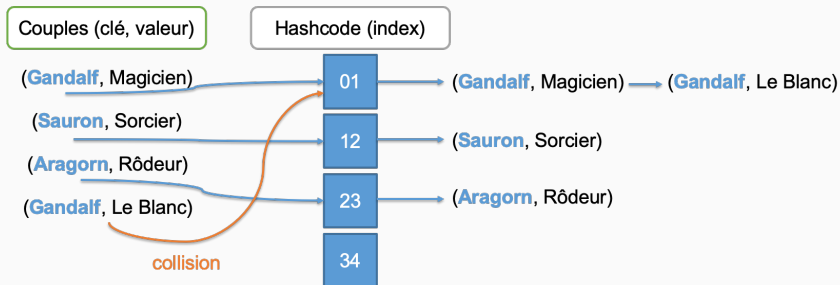 Couples (clé, valeur)
Hashcode (index)
(Gandalf, Magicien)
01
(Gandalf, Magicien)
(Gandalf, Le Blanc)
(Sauron, Sorcier)
12
(Sauron, Sorcier)
(Aragorn, Rôdeur)
23
(Aragorn, Rôdeur)
(Gandalf, Le Blanc)
collision
34